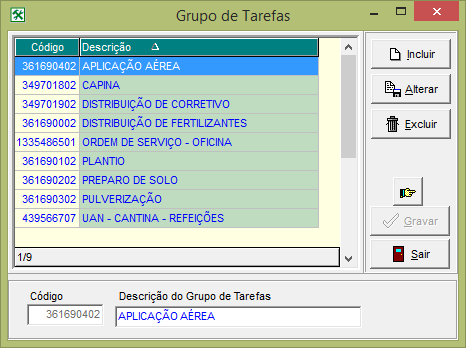 Grupo de Tarefas
Código Descrição
361690402 APLICAÇÃO AÉREA
349701802 CAPINA
349701902 DISTRIBUIÇÃO DE CORRETIVO
361690002 DISTRIBUIÇÃO DE FERTILIZANTES
1335486501 ORDEM DE SERVIÇO - OFICINA
361690102 PLANTIO
361690202 PREPARO DE SOLO
361690302 PULVERIZAÇÃO
439566707 UAN - CANTINA - REFEIÇÕES
1/9
Incluir
Alterar
Excluir
Gravar
Sair
Código Descrição do Grupo de Tarefas
361690402 APLICAÇÃO AÉREA